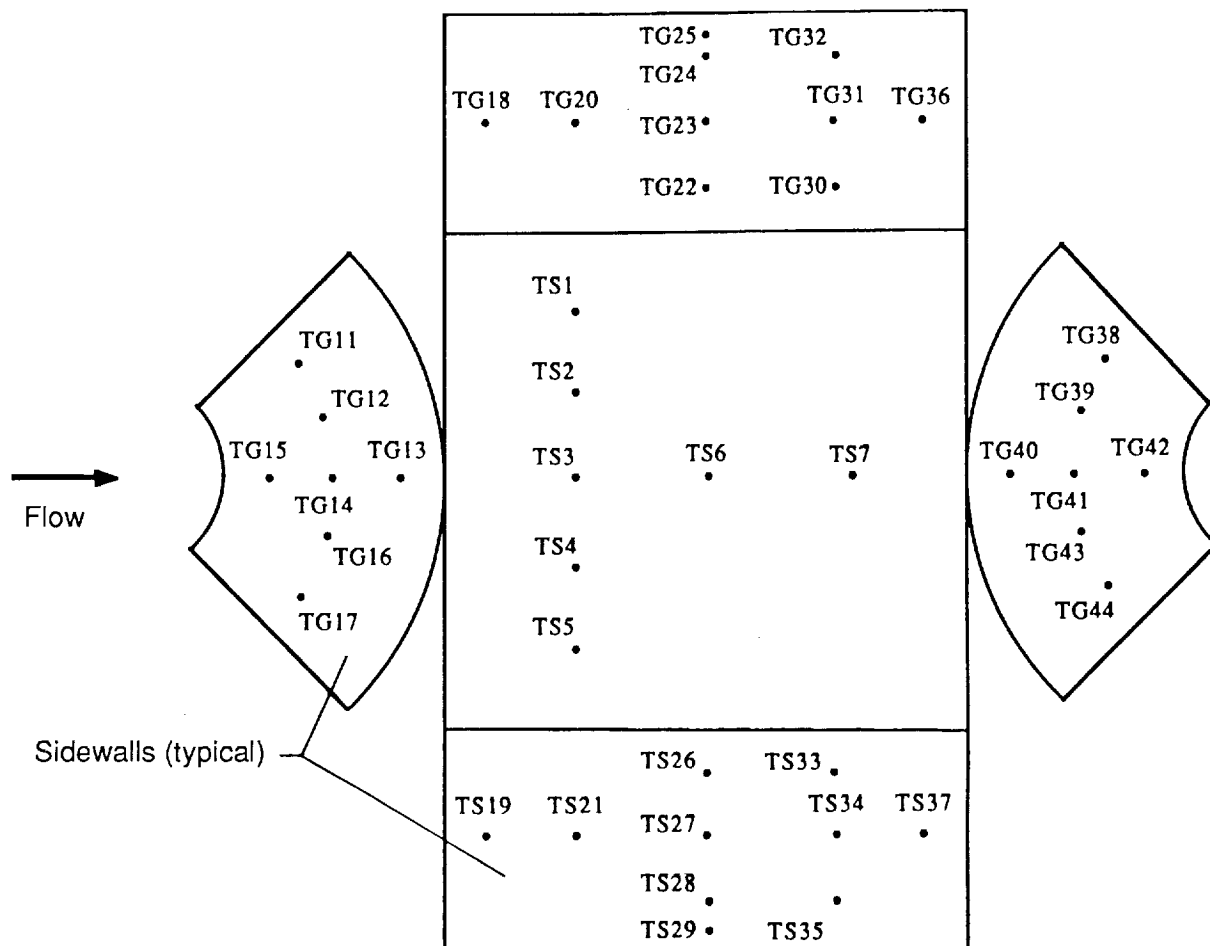 TG25
TG32
TG24
TG18
TG20
TG23
TG31
TG36
TG22
TG30
TS1
TG11
TG38
TS2
TG12
TG39
TG15
TG13
TS3
TS6
TS7
TG40
TG42
Flow
TG14
TG41
TS4
TG16
TG43
TG17
TG44
TS5
Sidewalls (typical)
TS26
TS33
TS19
TS21
TS27
TS34
TS37
TS28
TS29
TS35